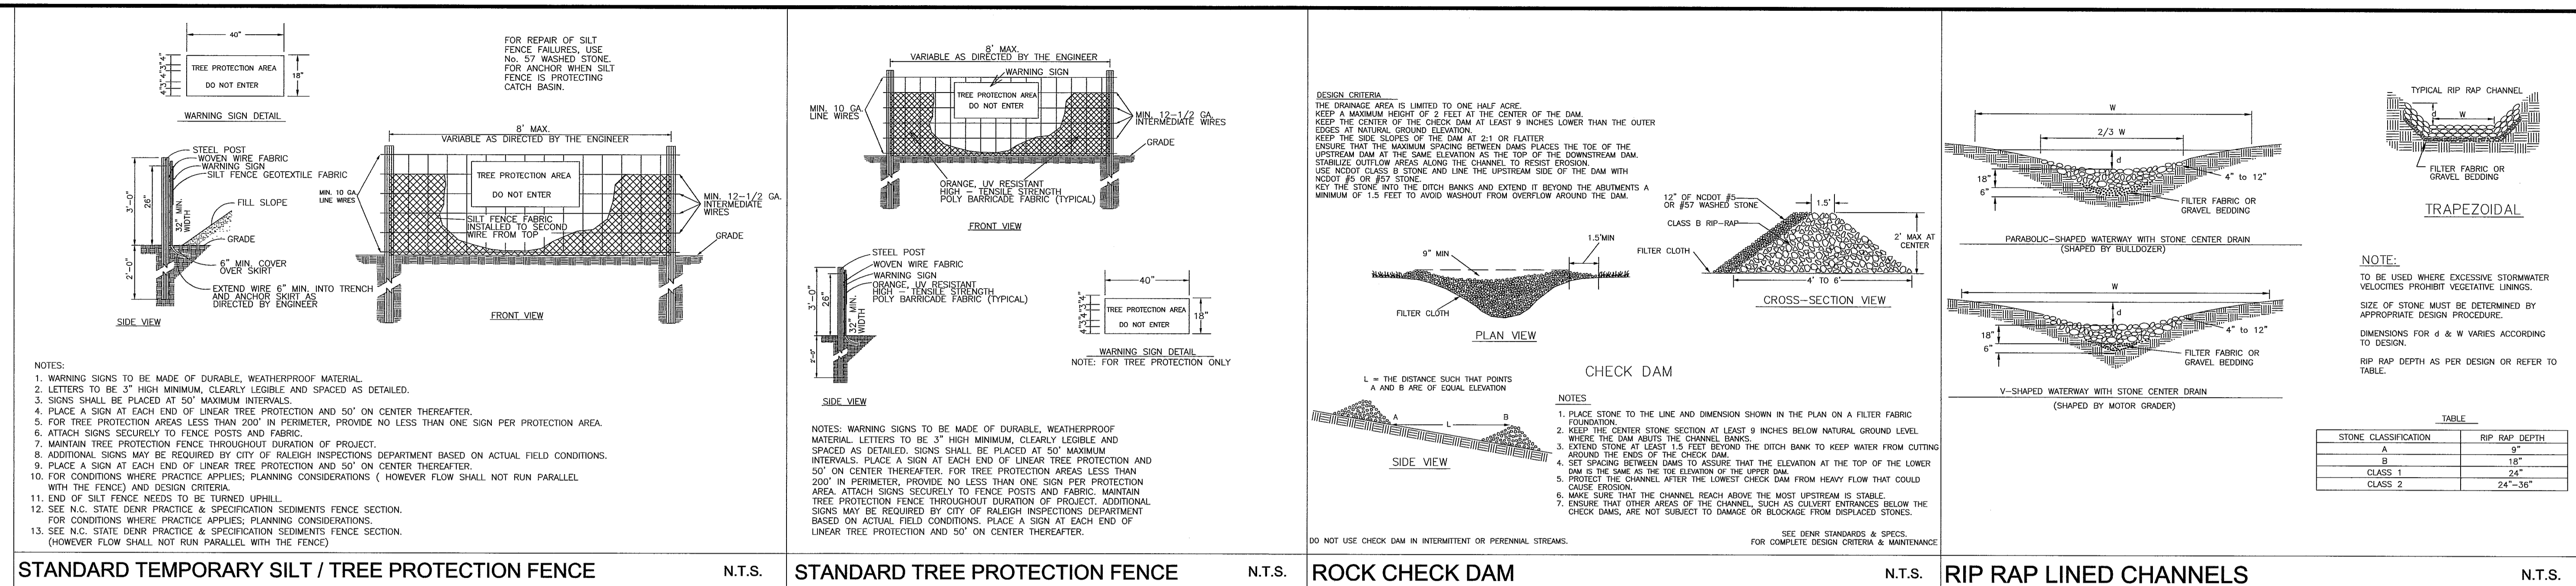 40"
4"3"4"3"4"
TREE PROTECTION AREA
DO NOT ENTER
18"
WARNING SIGN DETAIL
FOR REPAIR OF SILT
FENCE FAILURES, USE
No. 57 WASHED STONE.
FOR ANCHOR WHEN SILT
FENCE IS PROTECTING
CATCH BASIN.
STEEL POST
WOVEN WIRE FABRIC
WARNING SIGN
SILT FENCE GEOTEXTILE FABRIC
3'-0"
26"
32" MIN.
WIDTH
FILL SLOPE
GRADE
2'-0"
6" MIN. COVER
OVER SKIRT
EXTEND WIRE 6" MIN. INTO TRENCH
AND ANCHOR SKIRT AS
DIRECTED BY ENGINEER
SIDE VIEW
8' MAX.
VARIABLE AS DIRECTED BY THE ENGINEER
MIN. 10 GA.
LINE WIRES
TREE PROTECTION AREA
DO NOT ENTER
MIN. 12-1/2 GA.
INTERMEDIATE
WIRES
SILT FENCE FABRIC
INSTALLED TO SECOND
WIRE FROM TOP
GRADE
FRONT VIEW
NOTES:
1. WARNING SIGNS TO BE MADE OF DURABLE, WEATHERPROOF MATERIAL.
2. LETTERS TO BE 3" HIGH MINIMUM, CLEARLY LEGIBLE AND SPACED AS DETAILED.
3. SIGNS SHALL BE PLACED AT 50' MAXIMUM INTERVALS.
4. PLACE A SIGN AT EACH END OF LINEAR TREE PROTECTION AND 50' ON CENTER THEREAFTER.
5. FOR TREE PROTECTION AREAS LESS THAN 200' IN PERIMETER, PROVIDE NO LESS THAN ONE SIGN PER PROTECTION AREA.
6. ATTACH SIGNS SECURELY TO FENCE POSTS AND FABRIC.
7. MAINTAIN TREE PROTECTION FENCE THROUGHOUT DURATION OF PROJECT.
8. ADDITIONAL SIGNS MAY BE REQUIRED BY CITY OF RALEIGH INSPECTIONS DEPARTMENT BASED ON ACTUAL FIELD CONDITIONS.
9. PLACE A SIGN AT EACH END OF LINEAR TREE PROTECTION AND 50' ON CENTER THEREAFTER.
10. FOR CONDITIONS WHERE PRACTICE APPLIES; PLANNING CONSIDERATIONS ( HOWEVER FLOW SHALL NOT RUN PARALLEL
WITH THE FENCE) AND DESIGN CRITERIA.
11. END OF SILT FENCE NEEDS TO BE TURNED UPHILL.
12. SEE N.C. STATE DENR PRACTICE & SPECIFICATION SEDIMENTS FENCE SECTION.
FOR CONDITIONS WHERE PRACTICE APPLIES; PLANNING CONSIDERATIONS.
13. SEE N.C. STATE DENR PRACTICE & SPECIFICATION SEDIMENTS FENCE SECTION.
(HOWEVER FLOW SHALL NOT RUN PARALLEL WITH THE FENCE)
STANDARD TEMPORARY SILT / TREE PROTECTION FENCE N.T.S.
8' MAX.
VARIABLE AS DIRECTED BY THE ENGINEER
WARNING SIGN
MIN. 10 GA.
LINE WIRES
TREE PROTECTION AREA
DO NOT ENTER
MIN. 12-1/2 GA.
INTERMEDIATE WIRES
GRADE
ORANGE, UV RESISTANT
HIGH - TENSILE STRENGTH
POLY BARRICADE FABRIC (TYPICAL)
FRONT VIEW
STEEL POST
WOVEN WIRE FABRIC
WARNING SIGN
ORANGE, UV RESISTANT
HIGH - TENSILE STRENGTH
POLY BARRICADE FABRIC (TYPICAL)
3'-0"
26"
32" MIN.
WIDTH
2'-0"
SIDE VIEW
40"
4"3"4"3"4"
TREE PROTECTION AREA
DO NOT ENTER
18"
WARNING SIGN DETAIL
NOTE: FOR TREE PROTECTION ONLY
NOTES: WARNING SIGNS TO BE MADE OF DURABLE, WEATHERPROOF
MATERIAL. LETTERS TO BE 3" HIGH MINIMUM, CLEARLY LEGIBLE AND
SPACED AS DETAILED. SIGNS SHALL BE PLACED AT 50' MAXIMUM
INTERVALS. PLACE A SIGN AT EACH END OF LINEAR TREE PROTECTION AND
50' ON CENTER THEREAFTER. FOR TREE PROTECTION AREAS LESS THAN
200' IN PERIMETER, PROVIDE NO LESS THAN ONE SIGN PER PROTECTION
AREA. ATTACH SIGNS SECURELY TO FENCE POSTS AND FABRIC. MAINTAIN
TREE PROTECTION FENCE THROUGHOUT DURATION OF PROJECT. ADDITIONAL
SIGNS MAY BE REQUIRED BY CITY OF RALEIGH INSPECTIONS DEPARTMENT
BASED ON ACTUAL FIELD CONDITIONS. PLACE A SIGN AT EACH END OF
LINEAR TREE PROTECTION AND 50' ON CENTER THEREAFTER.
STANDARD TREE PROTECTION FENCE N.T.S.
DESIGN CRITERIA
THE DRAINAGE AREA IS LIMITED TO ONE HALF ACRE.
KEEP A MAXIMUM HEIGHT OF 2 FEET AT THE CENTER OF THE DAM.
KEEP THE CENTER OF THE CHECK DAM AT LEAST 9 INCHES LOWER THAN THE OUTER
EDGES AT NATURAL GROUND ELEVATION.
KEEP THE SIDE SLOPES OF THE DAM AT 2:1 OR FLATTER
ENSURE THAT THE MAXIMUM SPACING BETWEEN DAMS PLACES THE TOE OF THE
UPSTREAM DAM AT THE SAME ELEVATION AS THE TOP OF THE DOWNSTREAM DAM.
STABILIZE OUTFLOW AREAS ALONG THE CHANNEL TO RESIST EROSION.
USE NCDOT CLASS B STONE AND LINE THE UPSTREAM SIDE OF THE DAM WITH
NCDOT #5 OR #57 STONE.
KEY THE STONE INTO THE DITCH BANKS AND EXTEND IT BEYOND THE ABUTMENTS A
MINIMUM OF 1.5 FEET TO AVOID WASHOUT FROM OVERFLOW AROUND THE DAM.
12" OF NCDOT #5
OR #57 WASHED STONE
1.5'
CLASS B RIP-RAP
FILTER CLOTH
2' MAX AT
CENTER
4' TO 6'
CROSS-SECTION VIEW
9" MIN
1.5'MIN
FILTER CLOTH
PLAN VIEW
CHECK DAM
L = THE DISTANCE SUCH THAT POINTS
A AND B ARE OF EQUAL ELEVATION
A
L
B
SIDE VIEW
NOTES
1. PLACE STONE TO THE LINE AND DIMENSION SHOWN IN THE PLAN ON A FILTER FABRIC
FOUNDATION.
2. KEEP THE CENTER STONE SECTION AT LEAST 9 INCHES BELOW NATURAL GROUND LEVEL
WHERE THE DAM ABUTS THE CHANNEL BANKS.
3. EXTEND STONE AT LEAST 1.5 FEET BEYOND THE DITCH BANK TO KEEP WATER FROM CUTTING
AROUND THE ENDS OF THE CHECK DAM.
4. SET SPACING BETWEEN DAMS TO ASSURE THAT THE ELEVATION AT THE TOP OF THE LOWER
DAM IS THE SAME AS THE TOE ELEVATION OF THE UPPER DAM.
5. PROTECT THE CHANNEL AFTER THE LOWEST CHECK DAM FROM HEAVY FLOW THAT COULD
CAUSE EROSION.
6. MAKE SURE THAT THE CHANNEL REACH ABOVE THE MOST UPSTREAM IS STABLE.
7. ENSURE THAT OTHER AREAS OF THE CHANNEL, SUCH AS CULVERT ENTRANCES BELOW THE
CHECK DAMS, ARE NOT SUBJECT TO DAMAGE OR BLOCKAGE FROM DISPLACED STONES.
DO NOT USE CHECK DAM IN INTERMITTENT OR PERENNIAL STREAMS.
SEE DENR STANDARDS & SPECS.
FOR COMPLETE DESIGN CRITERIA & MAINTENANCE
ROCK CHECK DAM N.T.S.
W
2/3 W
d
18"
6"
4" to 12"
FILTER FABRIC OR
GRAVEL BEDDING
PARABOLIC-SHAPED WATERWAY WITH STONE CENTER DRAIN
(SHAPED BY BULLDOZER)
W
d
18"
6"
4" to 12"
FILTER FABRIC OR
GRAVEL BEDDING
V-SHAPED WATERWAY WITH STONE CENTER DRAIN
(SHAPED BY MOTOR GRADER)
TYPICAL RIP RAP CHANNEL
d
W
FILTER FABRIC OR
GRAVEL BEDDING
TRAPEZOIDAL
NOTE:
TO BE USED WHERE EXCESSIVE STORMWATER
VELOCITIES PROHIBIT VEGETATIVE LININGS.
SIZE OF STONE MUST BE DETERMINED BY
APPROPRIATE DESIGN PROCEDURE.
DIMENSIONS FOR d & W VARIES ACCORDING
TO DESIGN.
RIP RAP DEPTH AS PER DESIGN OR REFER TO
TABLE.
TABLE
STONE CLASSIFICATION RIP RAP DEPTH
A 9"
B 18"
CLASS 1 24"
CLASS 2 24"-36"
RIP RAP LINED CHANNELS N.T.S.